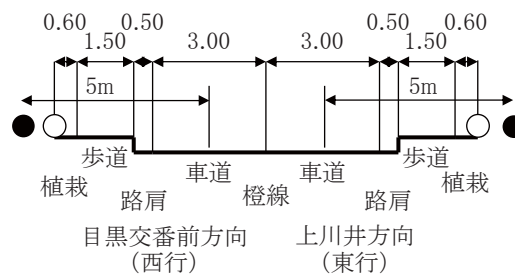 0.60 0.50 0.50 0.60
1.50 3.00 3.00 1.50
5m 5m
歩道 車道 橙線 車道 歩道
植栽 路肩 路肩 植栽
目黒交番前方向 上川井方向
(西行) (東行)